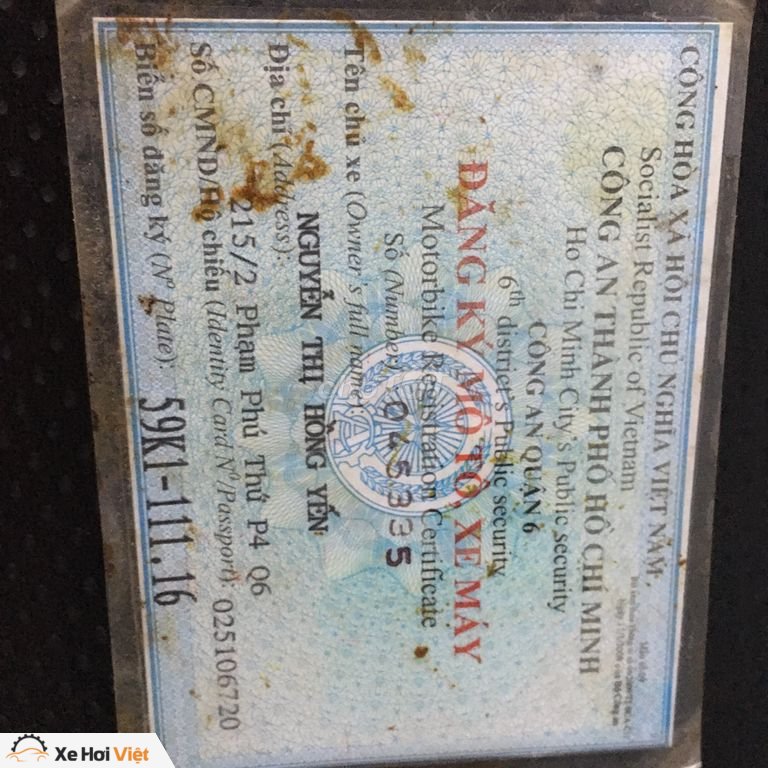 CỘNG HÒA XÃ HỘI CHỦ NGHĨA VIỆT NAM
Socialist Republic of Vietnam
CÔNG AN THÀNH PHỐ HỒ CHÍ MINH
Ho Chi Minh City's Public security
CÔNG AN QUẬN 6
6th district's Public security
ĐĂNG KÝ MÔ TÔ, XE MÁY
Motorbike Registration Certificate
Số (Number): 045335
Tên chủ xe (Owner's full name):
NGUYỄN THỊ HỒNG YẾN
Địa chỉ (Address):
215/2 Phạm Phú Thứ P4 Q6
Số CMND/Hộ chiếu (Identity Card Nº/Passport): 025106720
Biển số đăng ký (Nº Plate): 59K1-111.16
Xe Hơi Việt